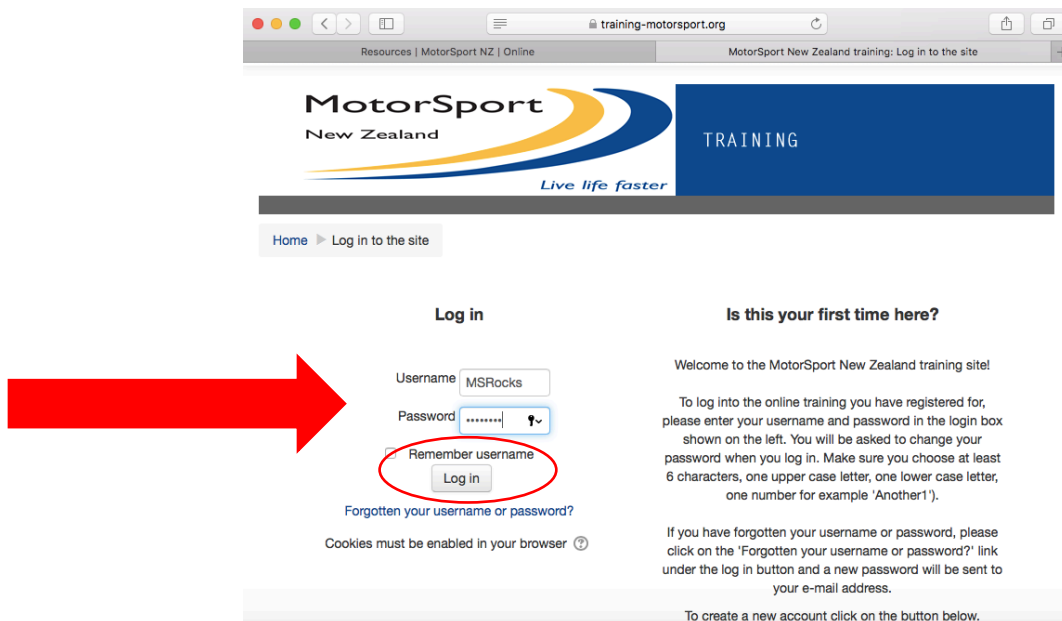 training-motorsport.org
Resources | MotorSport NZ | Online
MotorSport New Zealand training: Log in to the site
MotorSport
New Zealand
Live life faster
TRAINING
Home Log in to the site
Log in
Username MSRocks
Password ••••••••
Remember username
Log in
Forgotten your username or password?
Cookies must be enabled in your browser ?
Is this your first time here?
Welcome to the MotorSport New Zealand training site!
To log into the online training you have registered for,
please enter your username and password in the login box
shown on the left. You will be asked to change your
password when you log in. Make sure you choose at least
6 characters, one upper case letter, one lower case letter,
one number for example 'Another1').
If you have forgotten your username or password, please
click on the 'Forgotten your username or password?' link
under the log in button and a new password will be sent to
your e-mail address.
To create a new account click on the button below.